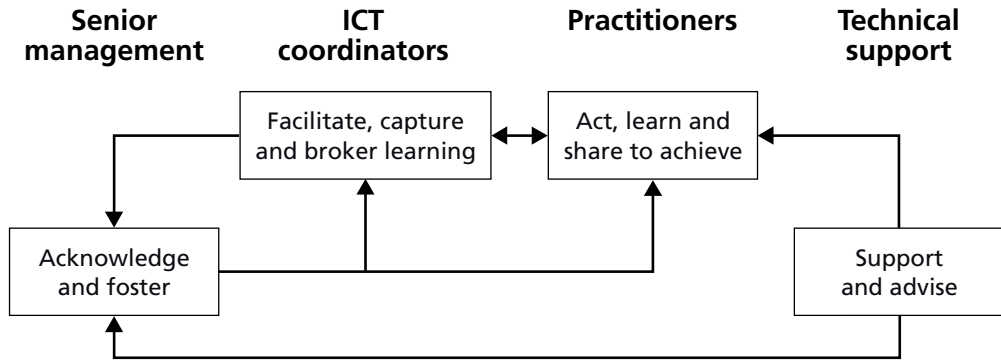 Senior
management
ICT
coordinators
Practitioners
Technical
support
Facilitate, capture
and broker learning
Act, learn and
share to achieve
Acknowledge
and foster
Support
and advise